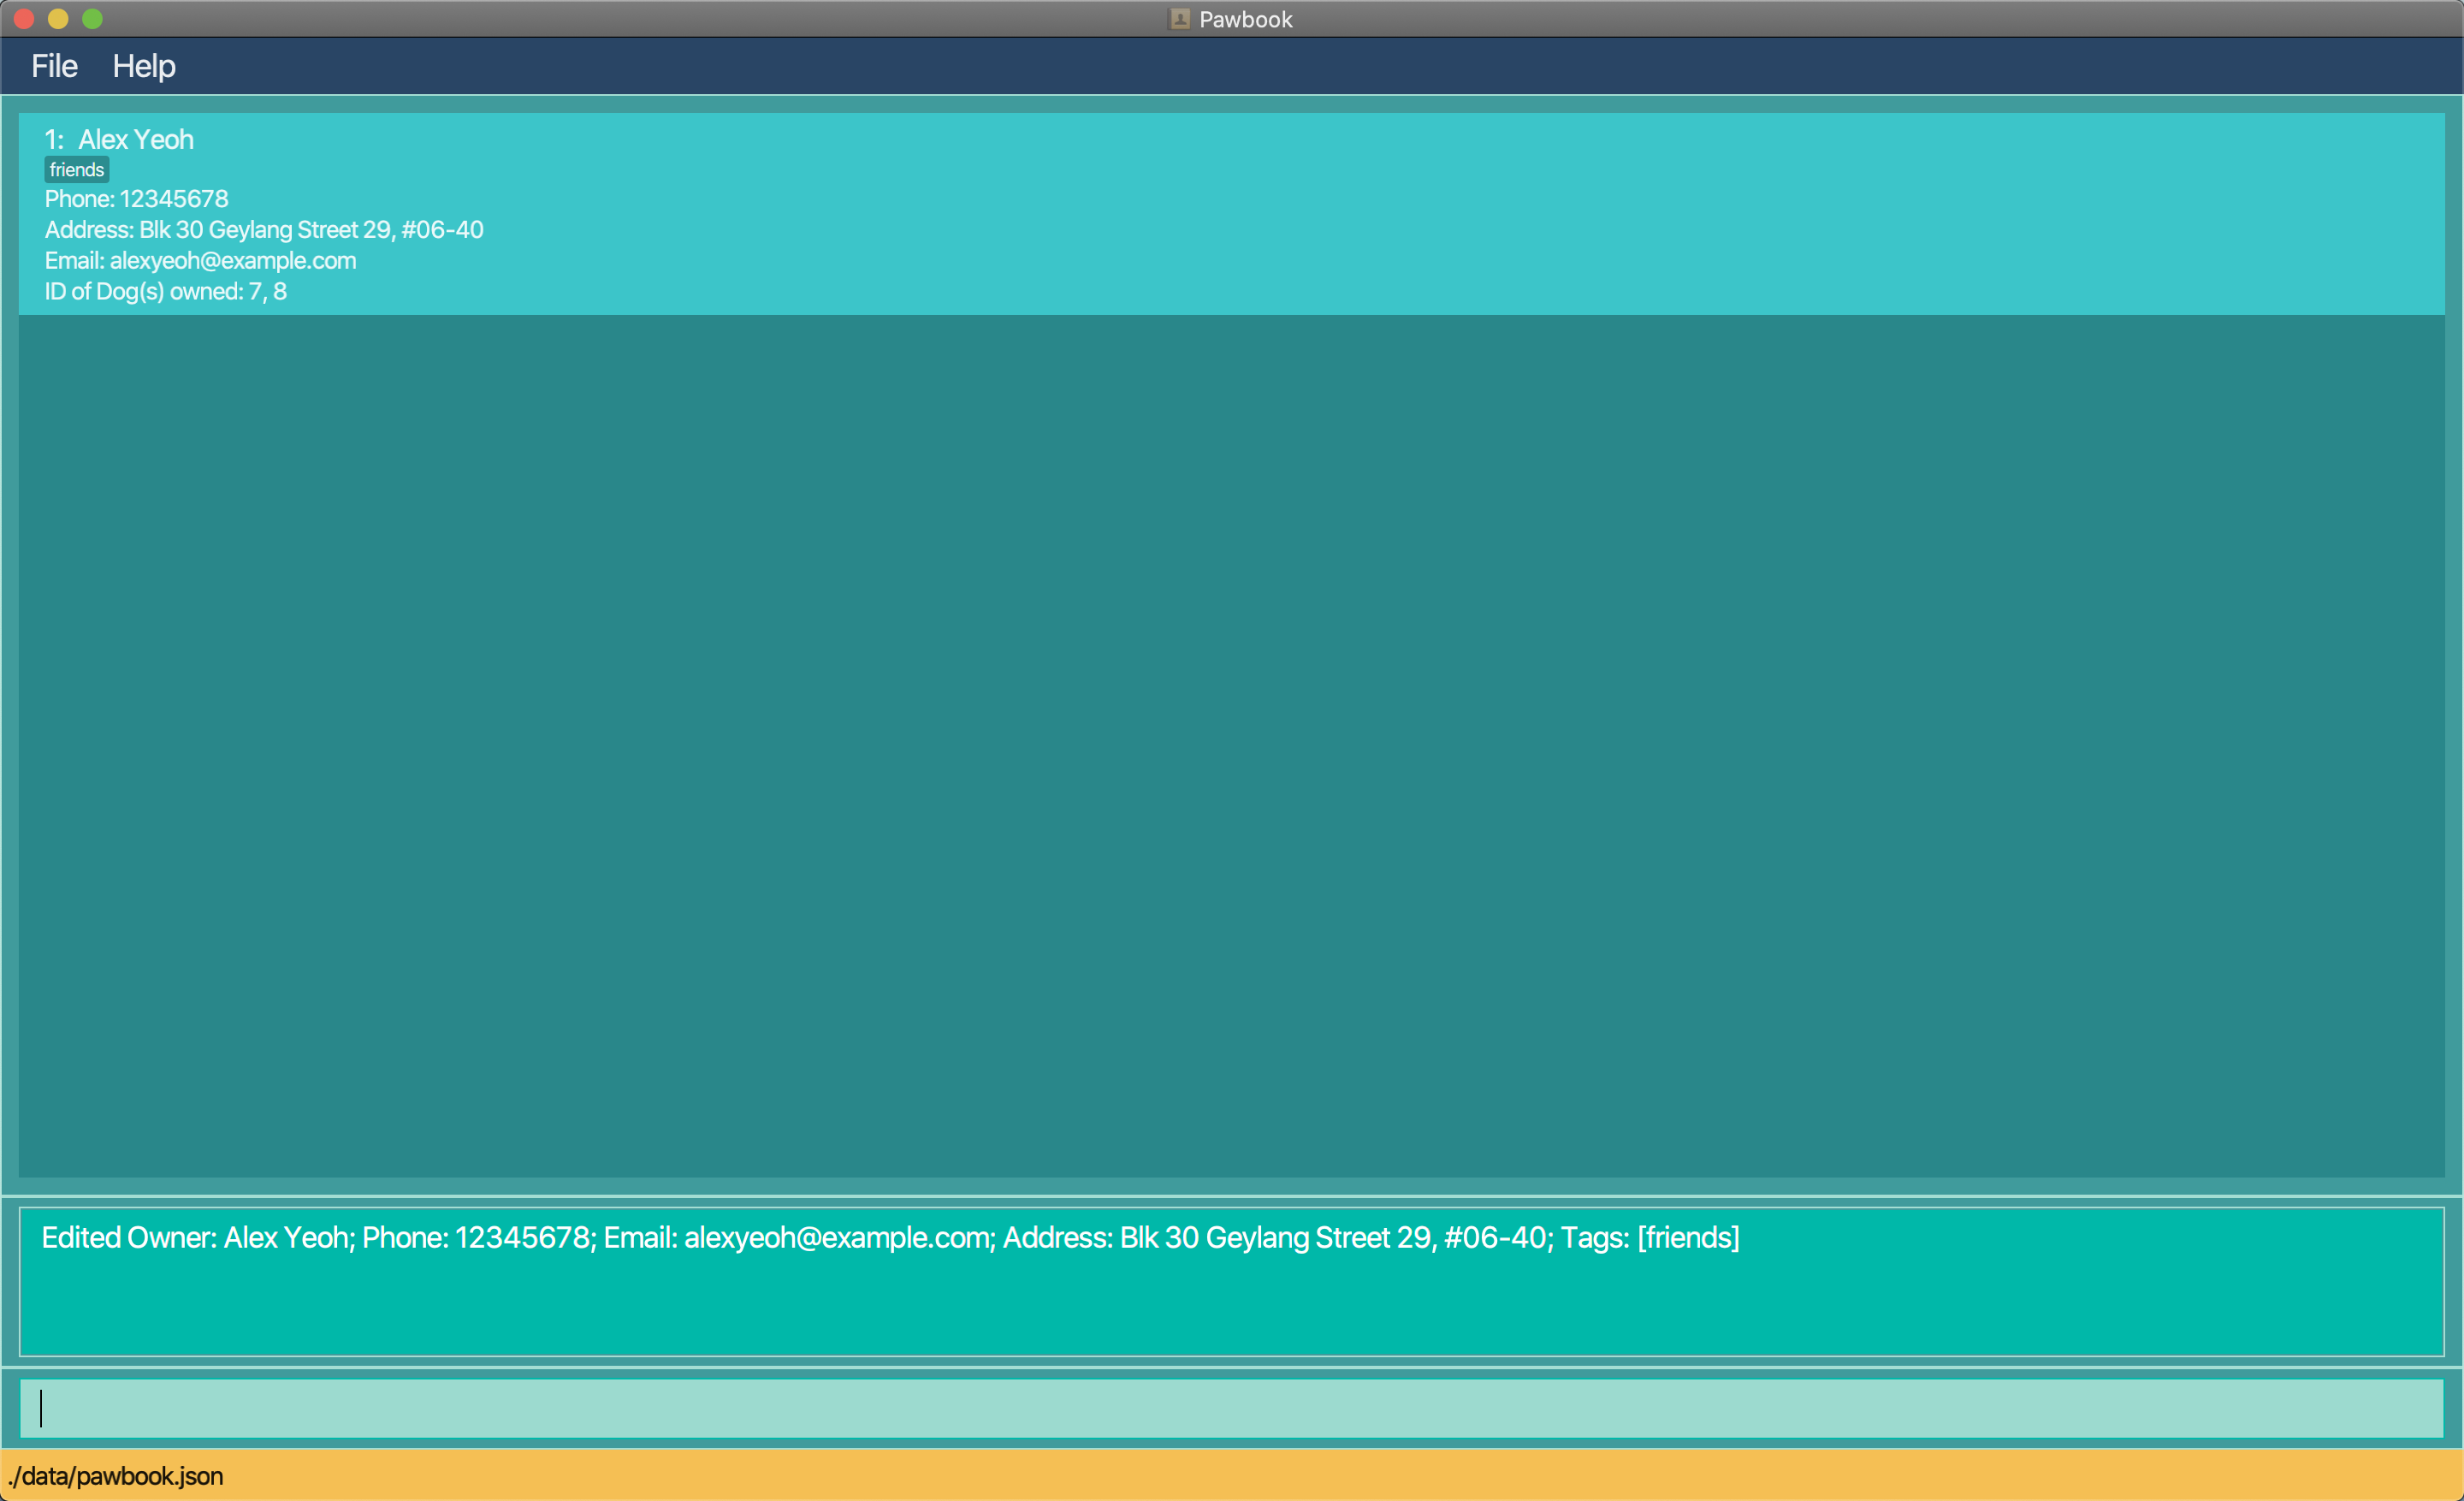 Pawbook
File Help
1: Alex Yeoh
friends
Phone: 12345678
Address: Blk 30 Geylang Street 29, #06-40
Email: alexyeoh@example.com
ID of Dog(s) owned: 7, 8
Edited Owner: Alex Yeoh; Phone: 12345678; Email: alexyeoh@example.com; Address: Blk 30 Geylang Street 29, #06-40; Tags: [friends]
./data/pawbook.json